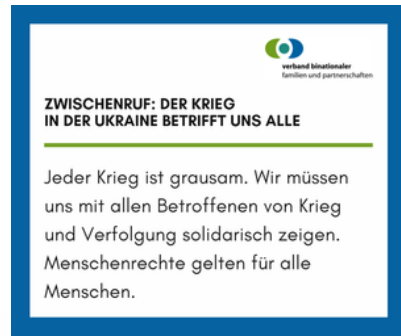 verband binationaler
familien und partnerschaften
ZWISCHENRUF: DER KRIEG
IN DER UKRAINE BETRIFFT UNS ALLE
Jeder Krieg ist grausam. Wir müssen
uns mit allen Betroffenen von Krieg
und Verfolgung solidarisch zeigen.
Menschenrechte gelten für alle
Menschen.